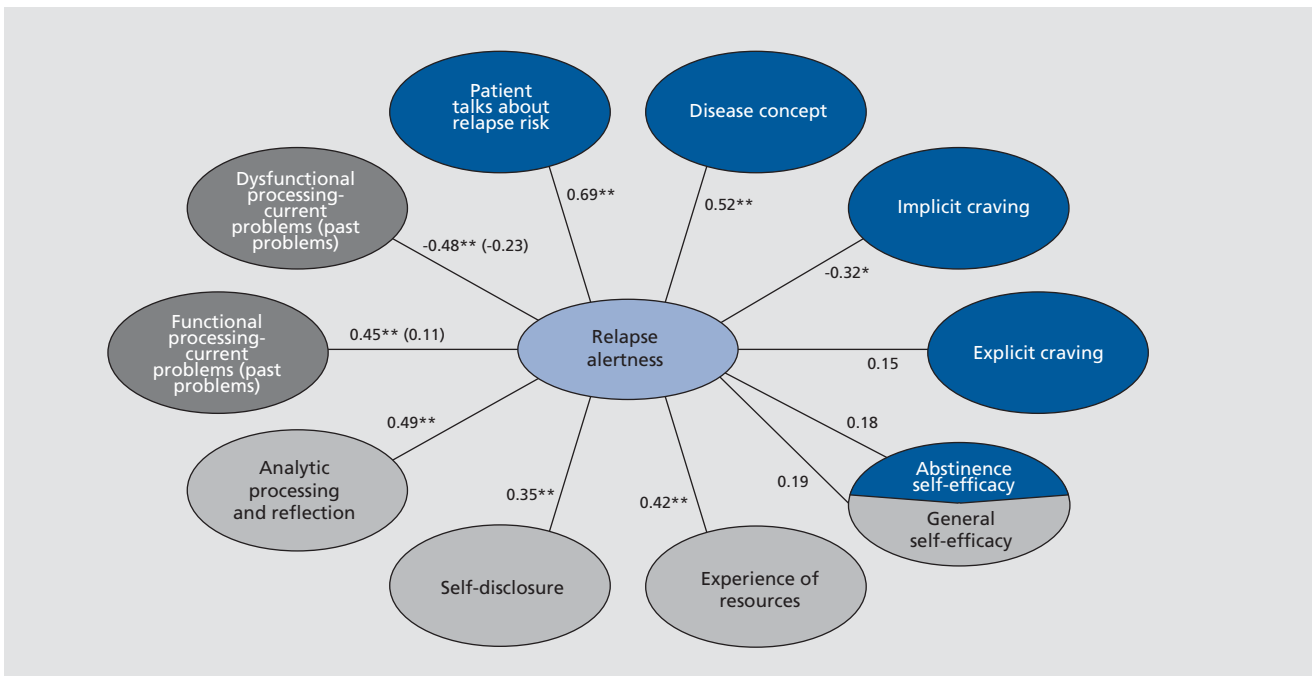 Patient
talks about
relapse risk
Disease concept
Dysfunctional
processing-
current
problems (past
problems)
0.69**
0.52**
Implicit craving
-0.48** (-0.23)
-0.32*
Functional
processing-
current
problems (past
problems)
0.45** (0.11)
Relapse
alertness
Explicit craving
0.15
0.49**
0.18
Analytic
processing
and reflection
0.35**
0.42**
0.19
Abstinence
self-efficacy
General
self-efficacy
Self-disclosure
Experience of
resources